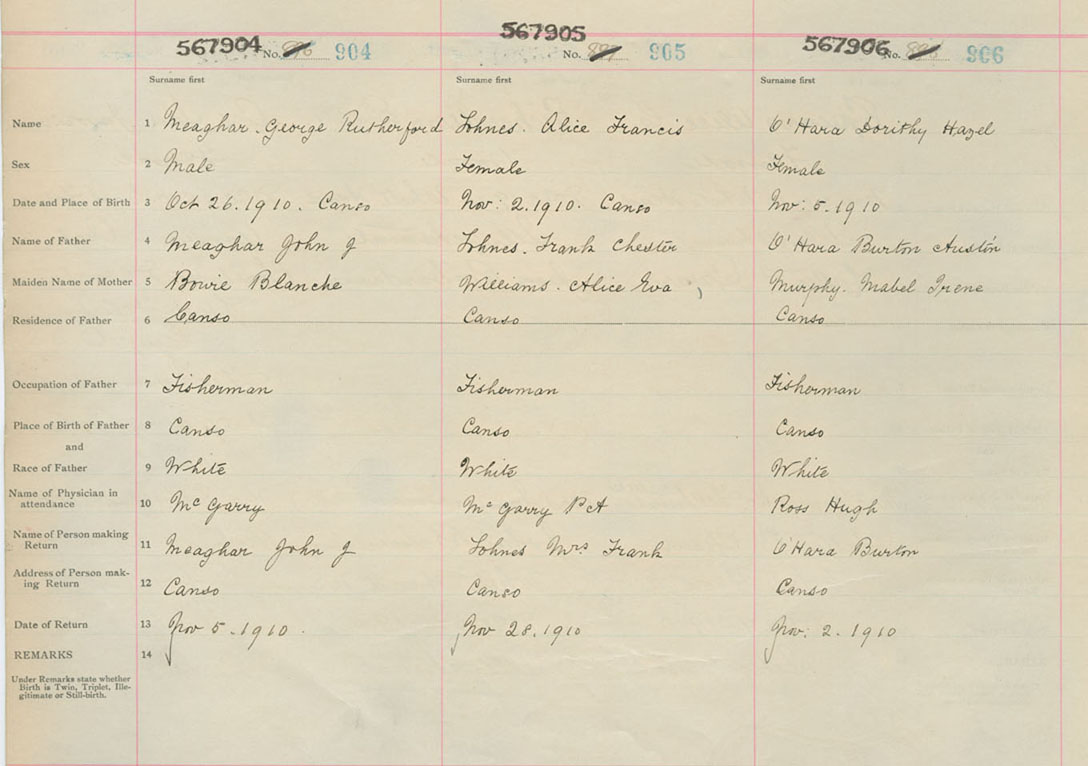 567904 No. 904 567905 No. 905 567906 No. 906
Surname first Surname first Surname first
Name 1 Meaghar. George Rutherford Lohnes. Alice Francis O'Hara Dorithy Hazel
Sex 2 Male Female Female
Date and Place of Birth 3 Oct 26.1910. Canso Nov: 2.1910. Canso Nov: 5.1910
Name of Father 4 Meaghar John J Lohnes. Frank Chester O'Hara Burton Austin
Maiden Name of Mother 5 Bowie Blanche Williams. Alice Eva Murphy. Mabel Irene
Residence of Father 6 Canso Canso Canso
Occupation of Father 7 Fisherman Fisherman Fisherman
Place of Birth of Father 8 Canso Canso Canso
and
Race of Father 9 White White White
Name of Physician in
attendance 10 Mc Garry Mc Garry Ross Hugh
Name of Person making
Return 11 Meaghar John J Lohnes Mrs Frank O'Hara Burton
Address of Person mak-
ing Return 12 Canso Canso Canso
Date of Return 13 Nov 5.1910. Nov 28.1910 Nov: 2.1910
REMARKS 14
Under Remarks state whether
Birth is Twin, Triplet, Ille-
gitimate or Still-birth.